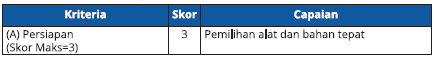 Kriteria Skor Capaian
(A) Persiapan 3 Pemilihan alat dan bahan tepat
(Skor Maks=3)